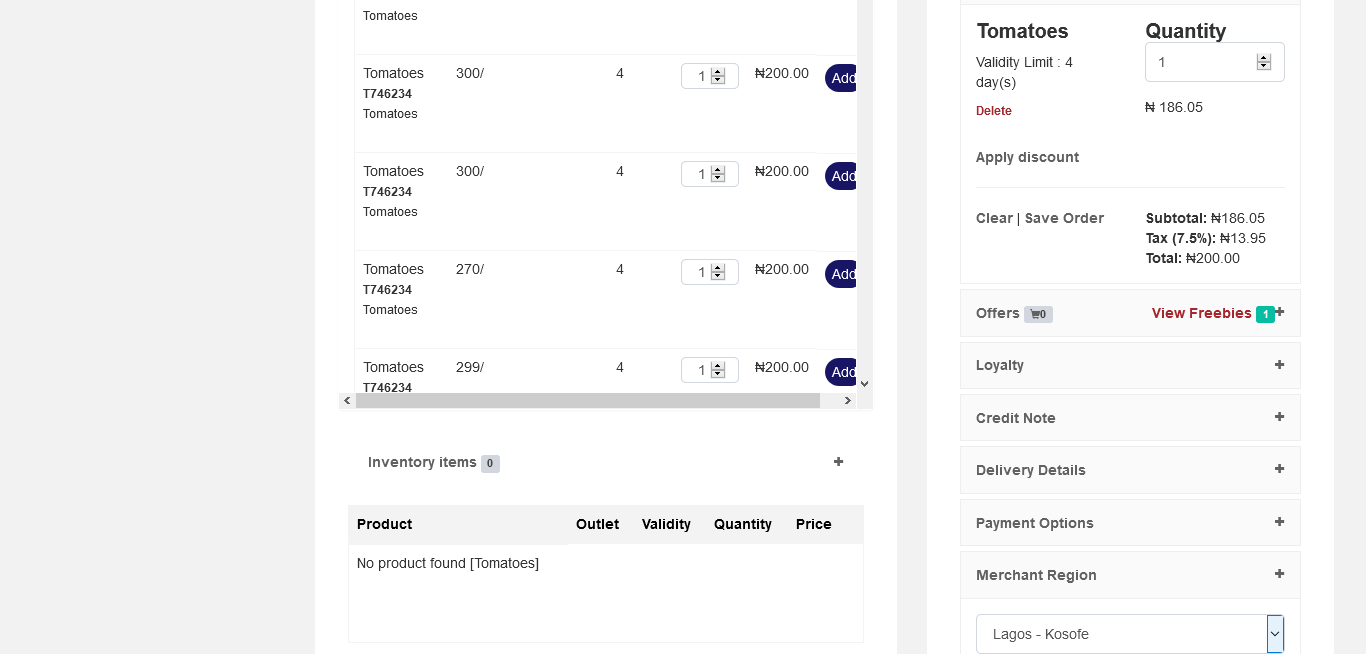 Tomatoes
Tomatoes 300/ 4 1 ₦200.00 Add
T746234
Tomatoes
Tomatoes 300/ 4 1 ₦200.00 Add
T746234
Tomatoes
Tomatoes 270/ 4 1 ₦200.00 Add
T746234
Tomatoes
Tomatoes 299/ 4 1 ₦200.00 Add
T746234
Inventory items 0
Product Outlet Validity Quantity Price
No product found [Tomatoes]
Tomatoes Quantity
Validity Limit : 4 1
day(s)
Delete ₦ 186.05
Apply discount
Clear | Save Order Subtotal: ₦186.05
Tax (7.5%): ₦13.95
Total: ₦200.00
Offers 0 View Freebies 1
Loyalty
Credit Note
Delivery Details
Payment Options
Merchant Region
Lagos - Kosofe